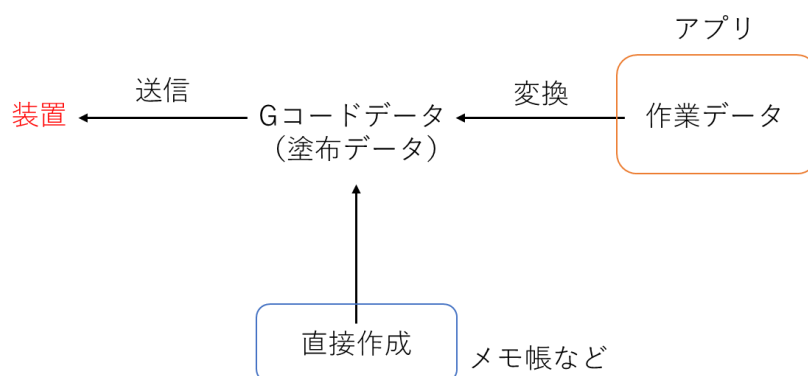 アプリ
送信
変換
装置
Gコードデータ
作業データ
（塗布データ）
直接作成
メモ帳など